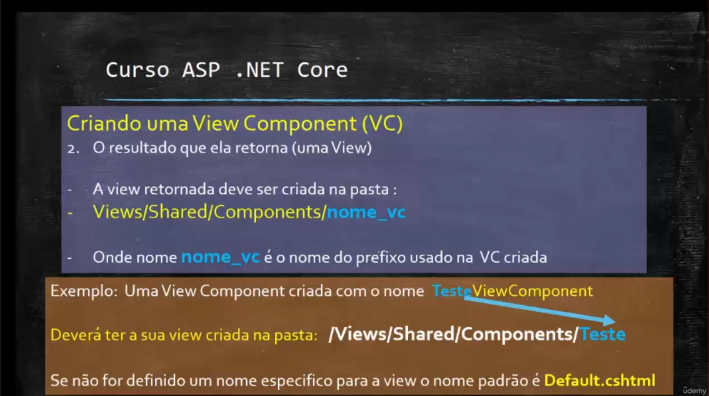 Curso ASP .NET Core
Criando uma View Component (VC)
2. O resultado que ela retorna (uma View)
- A view retornada deve ser criada na pasta :
- Views/Shared/Components/nome_vc
- Onde nome nome_vc é o nome do prefixo usado na VC criada
Exemplo: Uma View Component criada com o nome TesteViewComponent
Deverá ter a sua view criada na pasta: /Views/Shared/Components/Teste
Se não for definido um nome especifico para a view o nome padrão é Default.cshtml
ûdemy